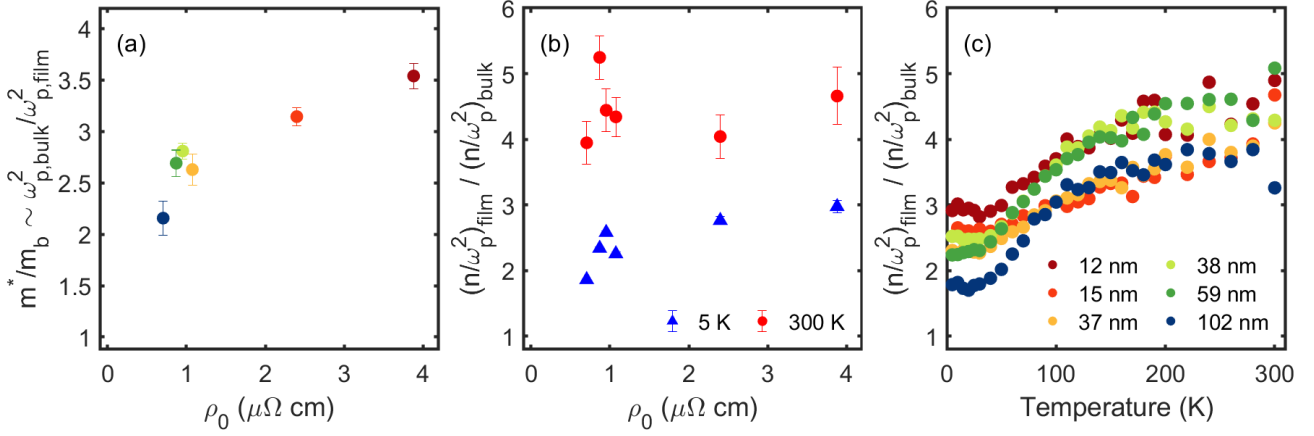 (a)
m*/m_b ~ ω²_p,bulk/ω²_p,film
4
3.5
3
2.5
2
1.5
1
0 1 2 3 4
ρ₀ (μΩ cm)
(b)
(n/ω²_p)_film / (n/ω²_p)_bulk
6
5
4
3
2
1
5 K 300 K
0 1 2 3 4
ρ₀ (μΩ cm)
(c)
(n/ω²_p)_film / (n/ω²_p)_bulk
6
5
4
3
2
1
12 nm 38 nm
15 nm 59 nm
37 nm 102 nm
0 100 200 300
Temperature (K)